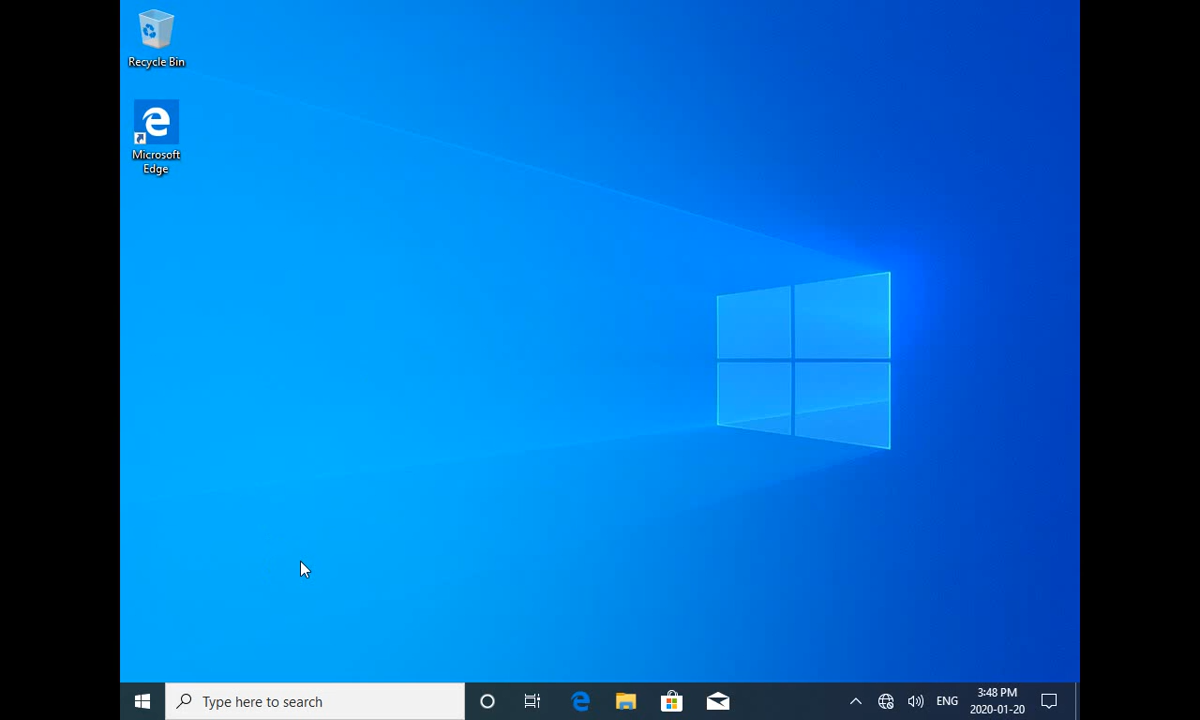 Recycle Bin
Microsoft
Edge
Type here to search
ENG
3:48 PM
2020-01-20